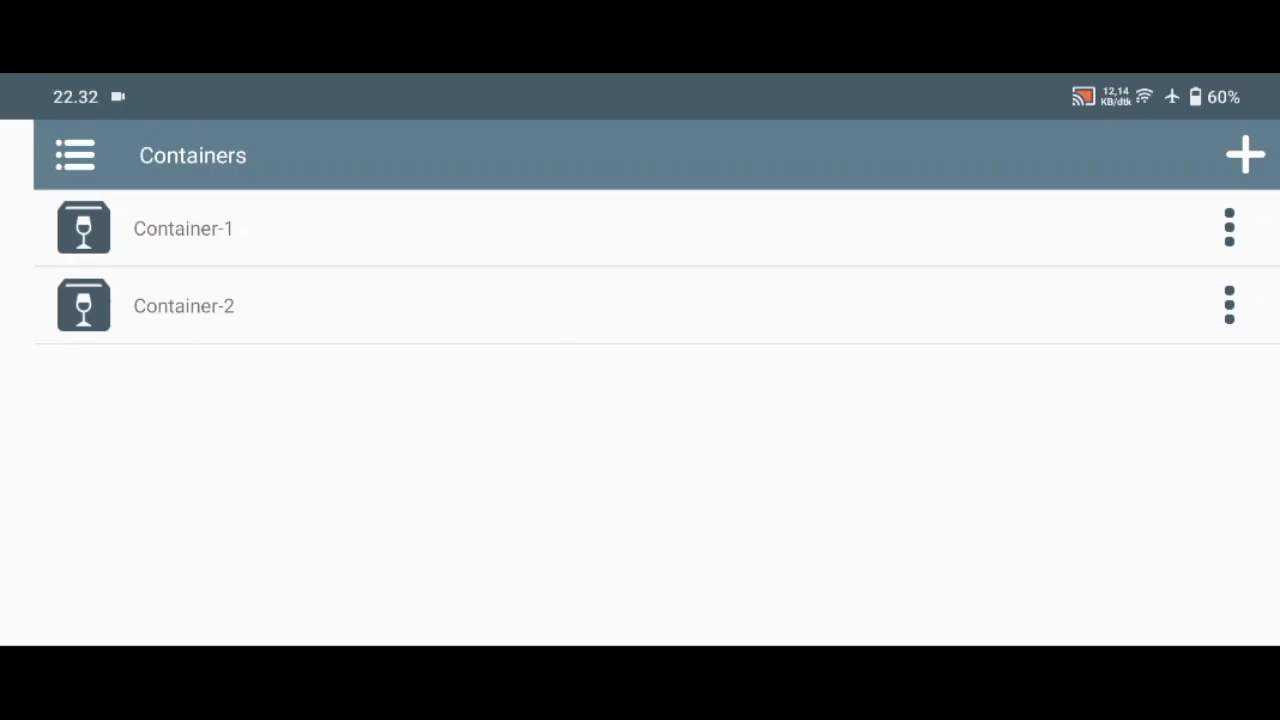 22.32
12,14
KB/dtk
60%
Containers
Container-1
Container-2